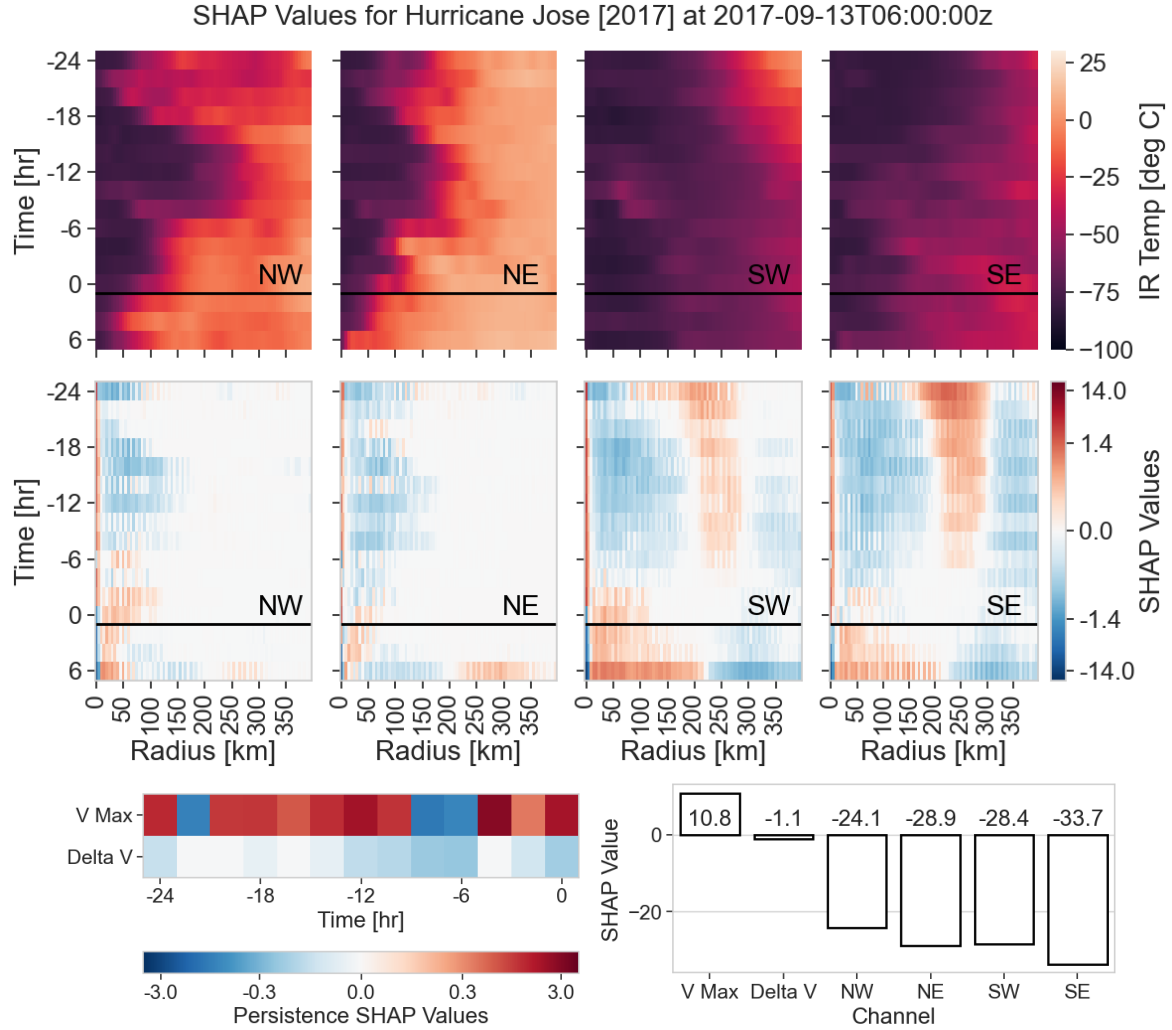 SHAP Values for Hurricane Jose [2017] at 2017-09-13T06:00:00z
Time [hr]
-24
-18
-12
-6
0
6
NW
NE
SW
SE
25
0
−25
−50
−75
−100
IR Temp [deg C]
Time [hr]
-24
-18
-12
-6
0
6
NW
NE
SW
SE
14.0
1.4
0.0
-1.4
-14.0
SHAP Values
0 50 100 150 200 250 300 350
0 50 100 150 200 250 300 350
0 50 100 150 200 250 300 350
0 50 100 150 200 250 300 350
Radius [km] Radius [km] Radius [km] Radius [km]
V Max
Delta V
-24 -18 -12 -6 0
Time [hr]
-3.0 -0.3 0.0 0.3 3.0
Persistence SHAP Values
SHAP Value
0
−20
10.8 -1.1 -24.1 -28.9 -28.4 -33.7
V Max Delta V NW NE SW SE
Channel